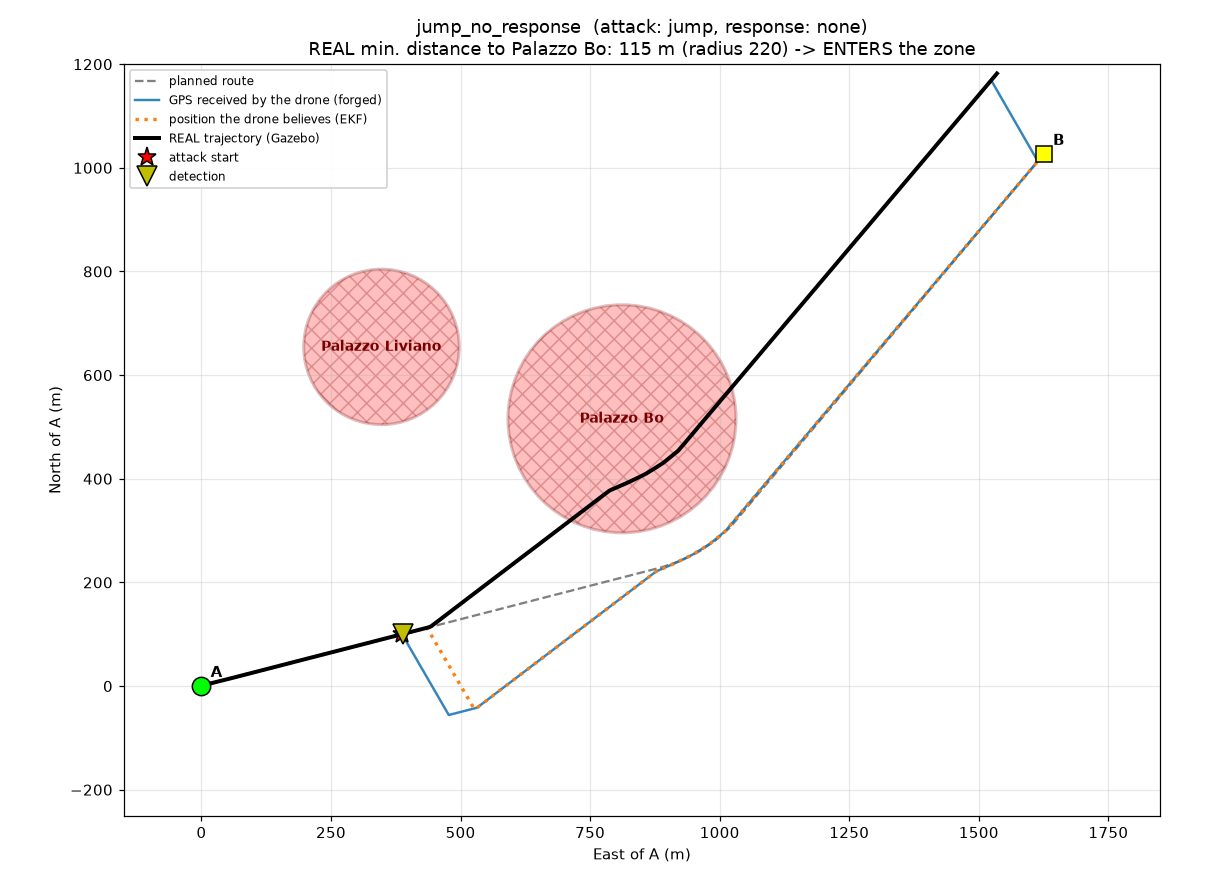 jump_no_response  (attack: jump, response: none)
REAL min. distance to Palazzo Bo: 115 m (radius 220) -> ENTERS the zone
planned route
GPS received by the drone (forged)
position the drone believes (EKF)
REAL trajectory (Gazebo)
attack start
detection
1200
1000
800
600
400
200
0
−200
North of A (m)
B
Palazzo Liviano
Palazzo Bo
A
0
250
500
750
1000
1250
1500
1750
East of A (m)